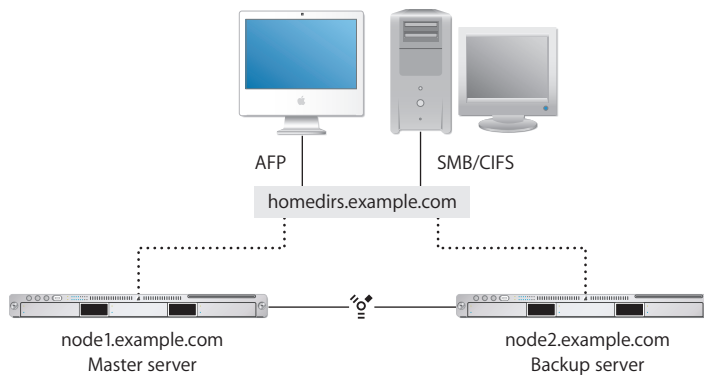 AFP
SMB/CIFS
homedirs.example.com
node1.example.com
Master server
node2.example.com
Backup server